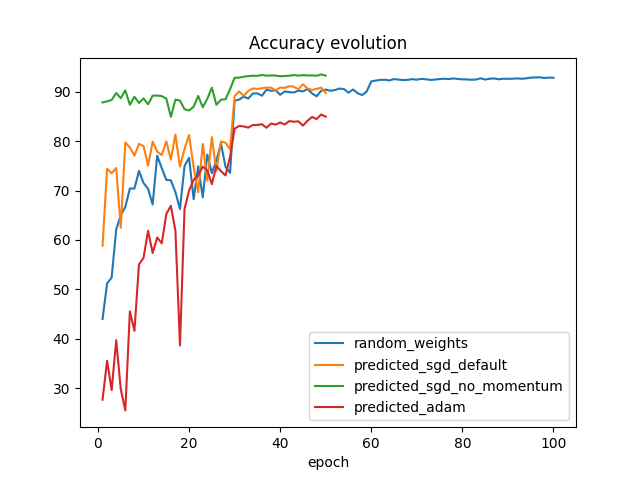 Accuracy evolution
90
80
70
60
50
40
30
0
20
40
60
80
100
epoch
random_weights
predicted_sgd_default
predicted_sgd_no_momentum
predicted_adam